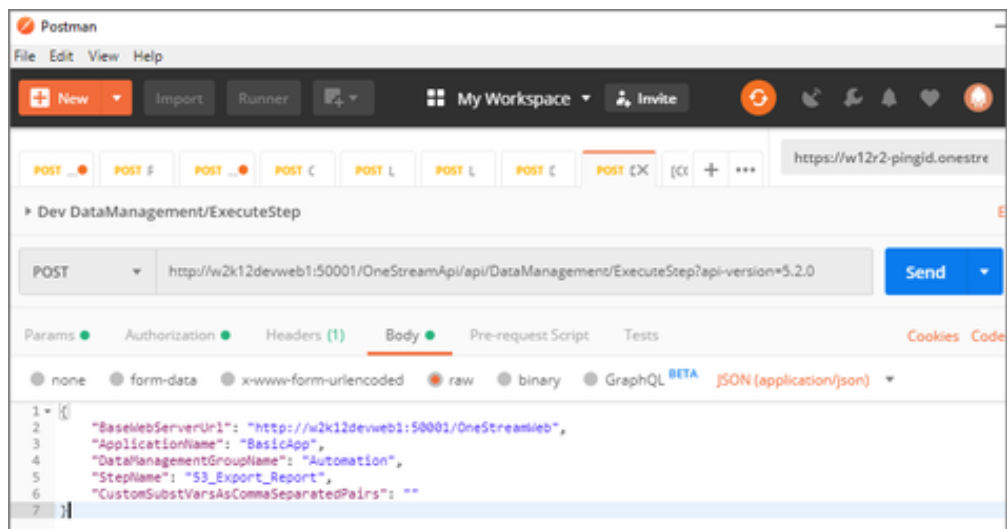 Postman
File Edit View Help
New Import Runner My Workspace Invite
POST ... POST F POST ... POST C POST L POST L POST C POST [X [CC + ••• https://w12r2-pingid.onestre
Dev DataManagement/ExecuteStep E
POST http://w2k12devweb1:50001/OneStreamApi/api/DataManagement/ExecuteStep?api-version=5.2.0 Send
Params Authorization Headers (1) Body Pre-request Script Tests Cookies Code
none form-data x-www-form-urlencoded raw binary GraphQL BETA JSON (application/json)
1 {
2 "BaseWebServerUrl": "http://w2k12devweb1:50001/OneStreamWeb",
3 "ApplicationName": "BasicApp",
4 "DataManagementGroupName": "Automation",
5 "StepName": "S3_Export_Report",
6 "CustomSubstVarsAsCommaSeparatedPairs": ""
7 }